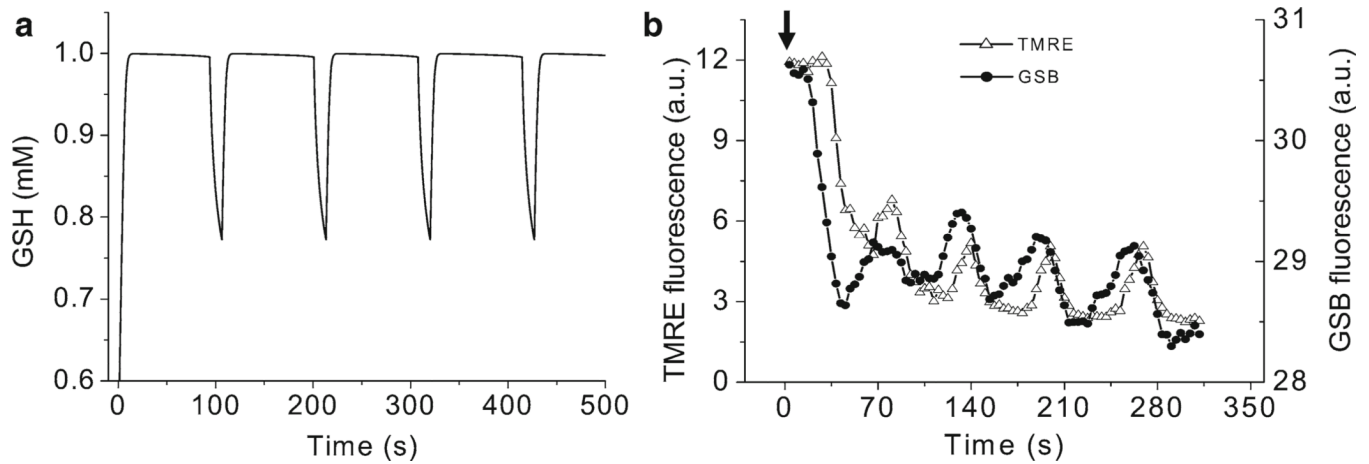 a
GSH (mM)
1.0
0.9
0.8
0.7
0.6
0 100 200 300 400 500
Time (s)
b
TMRE fluorescence (a.u.)
12
9
6
3
0
TMRE
GSB
31
30
29
28
GSB fluorescence (a.u.)
0 70 140 210 280 350
Time (s)